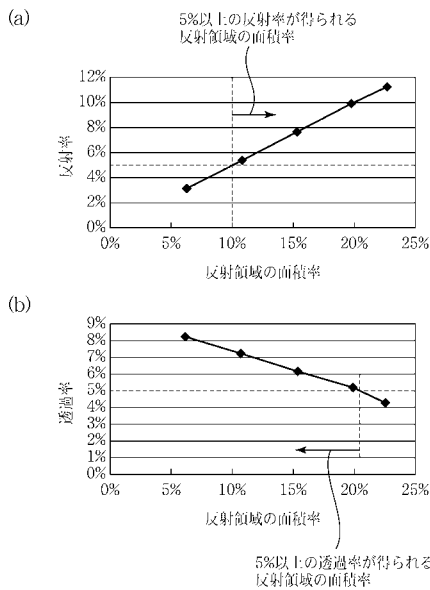 (a)
5%以上の反射率が得られる
反射領域の面積率
12%
10%
8%
6%
4%
2%
0%
反射率
0% 5% 10% 15% 20% 25%
反射領域の面積率
(b)
9%
8%
7%
6%
5%
4%
3%
2%
1%
0%
透過率
0% 5% 10% 15% 20% 25%
反射領域の面積率
5%以上の透過率が得られる
反射領域の面積率